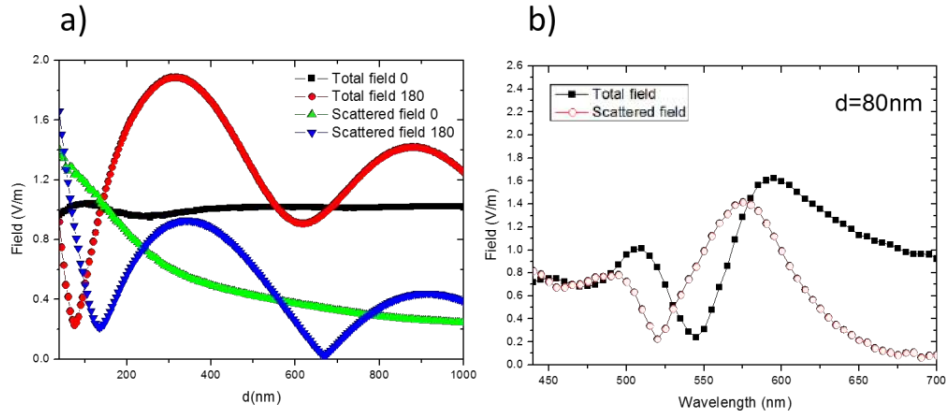 a)
2.0
1.6
1.2
0.8
0.4
0.0
Field (V/m)
Total field 0
Total field 180
Scattered field 0
Scattered field 180
200 400 600 800 1000
d(nm)
b)
2.6
2.4
2.2
2.0
1.8
1.6
1.4
1.2
1.0
0.8
0.6
0.4
0.2
0.0
Field (V/m)
Total field
Scattered field
d=80nm
450 500 550 600 650 700
Wavelength (nm)